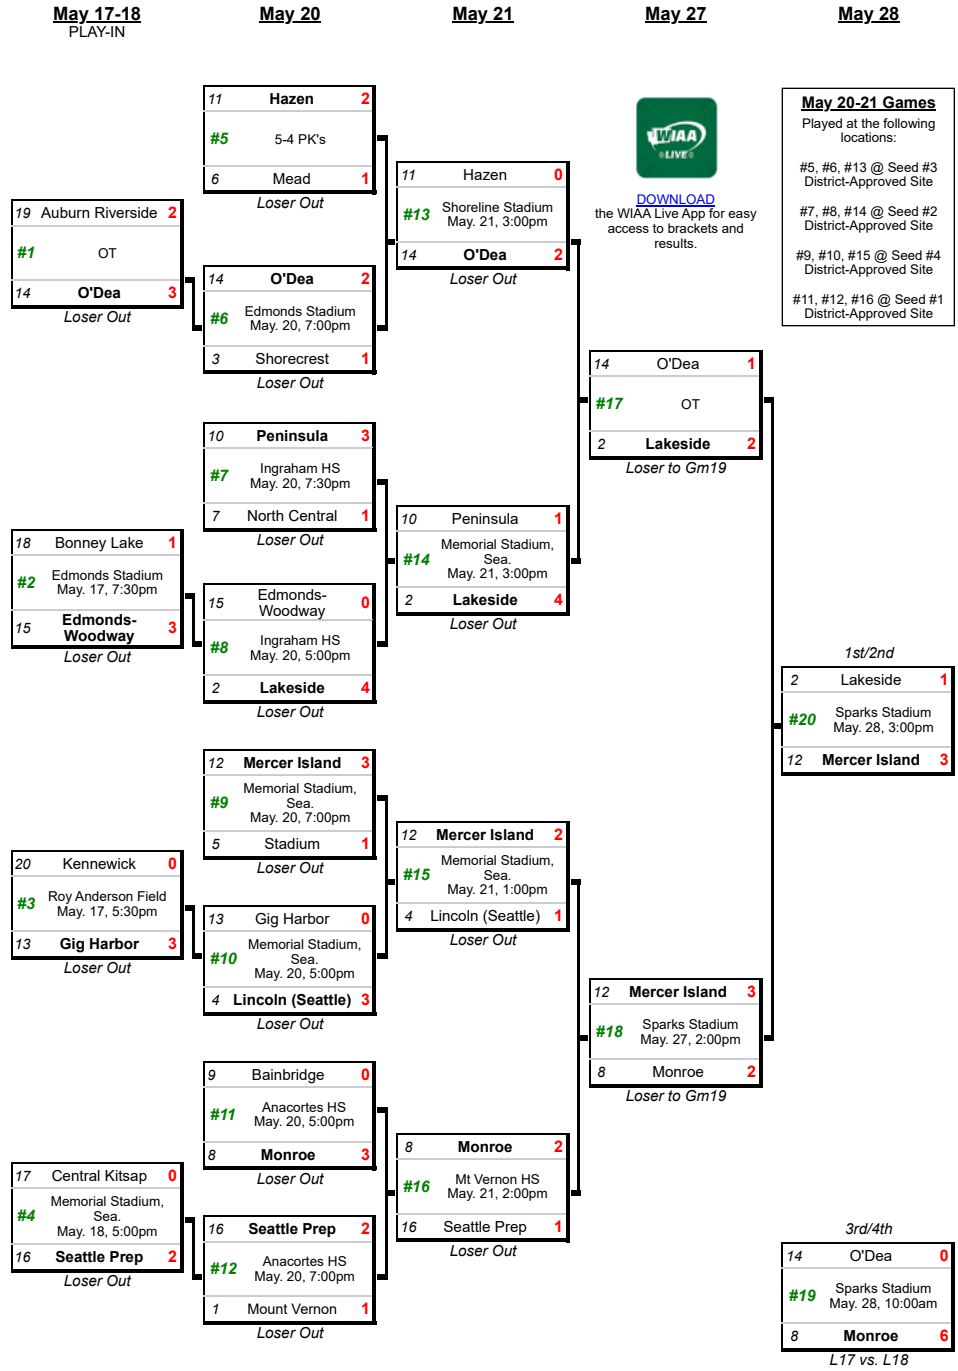 May 17-18
PLAY-IN
May 20
May 21
May 27
May 28
19 Auburn Riverside 2
#1 OT
14 O'Dea 3
Loser Out
18 Bonney Lake 1
#2 Edmonds Stadium
May. 17, 7:30pm
15 Edmonds-
Woodway 3
Loser Out
20 Kennewick 0
#3 Roy Anderson Field
May. 17, 5:30pm
13 Gig Harbor 3
Loser Out
17 Central Kitsap 0
#4 Memorial Stadium,
Sea.
May. 18, 5:00pm
16 Seattle Prep 2
Loser Out
11 Hazen 2
#5 5-4 PK's
6 Mead 1
Loser Out
14 O'Dea 2
#6 Edmonds Stadium
May. 20, 7:00pm
3 Shorecrest 1
Loser Out
10 Peninsula 3
#7 Ingraham HS
May. 20, 7:30pm
7 North Central 1
Loser Out
15 Edmonds-
Woodway 0
#8 Ingraham HS
May. 20, 5:00pm
2 Lakeside 4
Loser Out
12 Mercer Island 3
#9 Memorial Stadium,
Sea.
May. 20, 7:00pm
5 Stadium 1
Loser Out
13 Gig Harbor 0
#10 Memorial Stadium,
Sea.
May. 20, 5:00pm
4 Lincoln (Seattle) 3
Loser Out
9 Bainbridge 0
#11 Anacortes HS
May. 20, 5:00pm
8 Monroe 3
Loser Out
16 Seattle Prep 2
#12 Anacortes HS
May. 20, 7:00pm
1 Mount Vernon 1
Loser Out
11 Hazen 0
#13 Shoreline Stadium
May. 21, 3:00pm
14 O'Dea 2
Loser Out
10 Peninsula 1
#14 Memorial Stadium,
Sea.
May. 21, 3:00pm
2 Lakeside 4
Loser Out
12 Mercer Island 2
#15 Memorial Stadium,
Sea.
May. 21, 1:00pm
4 Lincoln (Seattle) 1
Loser Out
8 Monroe 2
#16 Mt Vernon HS
May. 21, 2:00pm
16 Seattle Prep 1
Loser Out
WIAA
LIVE
DOWNLOAD
the WIAA Live App for easy
access to brackets and
results.
14 O'Dea 1
#17 OT
2 Lakeside 2
Loser to Gm19
12 Mercer Island 3
#18 Sparks Stadium
May. 27, 2:00pm
8 Monroe 2
Loser to Gm19
May 20-21 Games
Played at the following
locations:
#5, #6, #13 @ Seed #3
District-Approved Site
#7, #8, #14 @ Seed #2
District-Approved Site
#9, #10, #15 @ Seed #4
District-Approved Site
#11, #12, #16 @ Seed #1
District-Approved Site
1st/2nd
2 Lakeside 1
#20 Sparks Stadium
May. 28, 3:00pm
12 Mercer Island 3
3rd/4th
14 O'Dea 0
#19 Sparks Stadium
May. 28, 10:00am
8 Monroe 6
L17 vs. L18